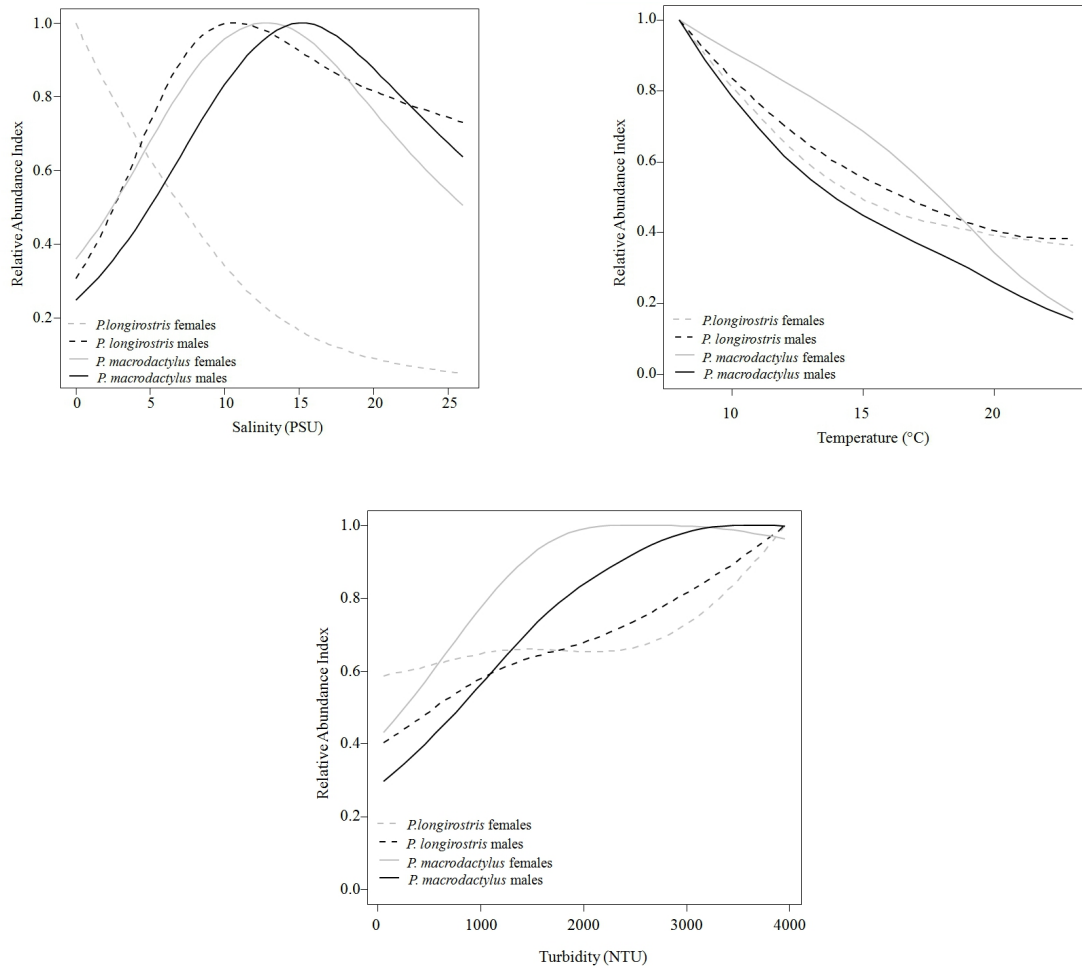 Relative Abundance Index
1.0
0.8
0.6
0.4
0.2
P.longirostris females
P. longirostris males
P. macrodactylus females
P. macrodactylus males
0 5 10 15 20 25
Salinity (PSU)
Relative Abundance Index
1.0
0.8
0.6
0.4
0.2
0.0
P.longirostris females
P. longirostris males
P. macrodactylus females
P. macrodactylus males
10 15 20
Temperature (°C)
Relative Abundance Index
1.0
0.8
0.6
0.4
0.2
0.0
P.longirostris females
P. longirostris males
P. macrodactylus females
P. macrodactylus males
0 1000 2000 3000 4000
Turbidity (NTU)